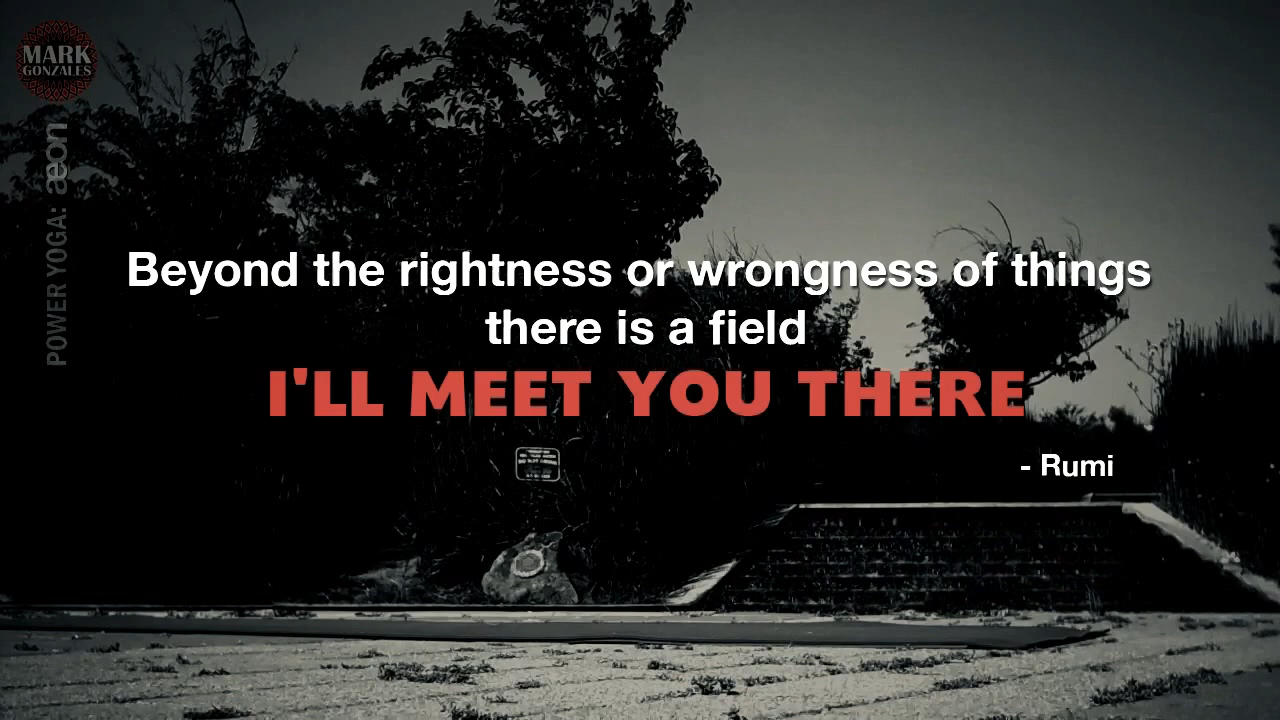 MARK
GONZALES
POWER YOGA: æon
Beyond the rightness or wrongness of things
there is a field
I'LL MEET YOU THERE
- Rumi